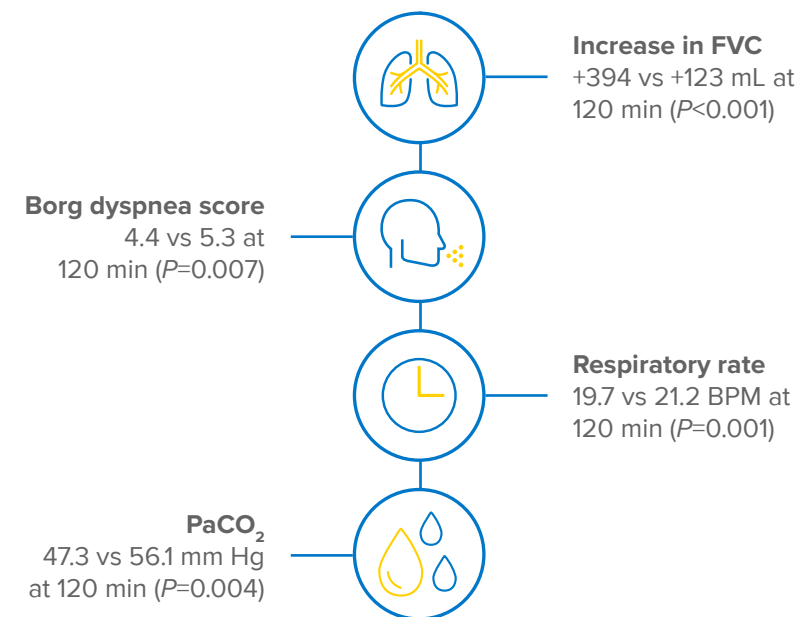 Increase in FVC
+394 vs +123 mL at
120 min (P<0.001)
Borg dyspnea score
4.4 vs 5.3 at
120 min (P=0.007)
Respiratory rate
19.7 vs 21.2 BPM at
120 min (P=0.001)
PaCO₂
47.3 vs 56.1 mm Hg
at 120 min (P=0.004)